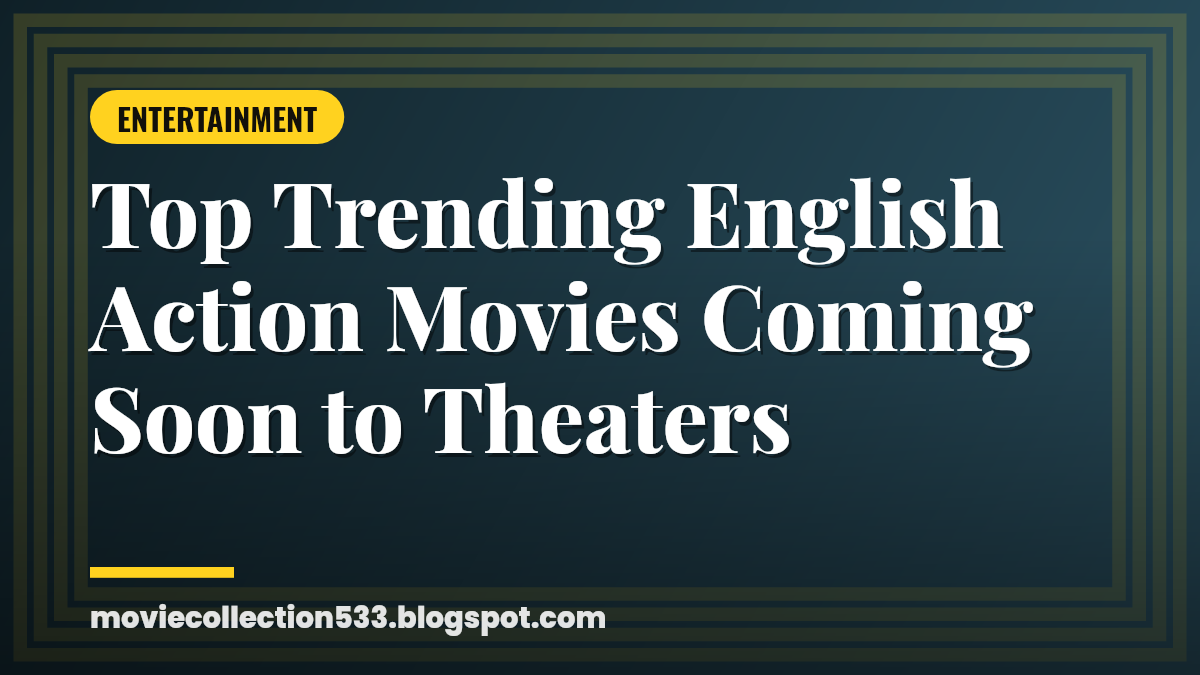 ENTERTAINMENT
Top Trending English
Action Movies Coming
Soon to Theaters
moviecollection533.blogspot.com